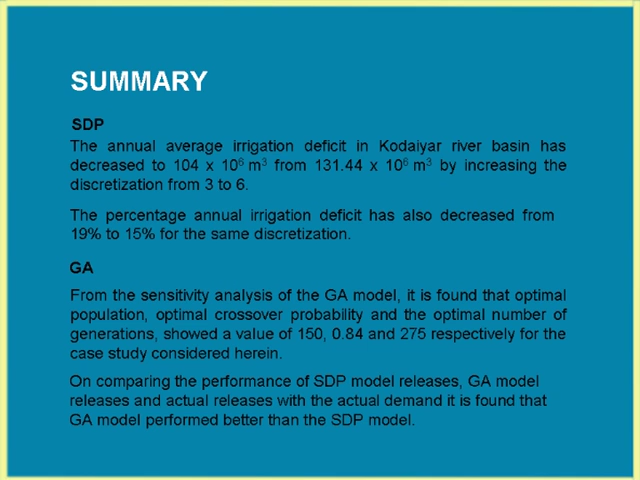 SUMMARY
SDP
The annual average irrigation deficit in Kodaiyar river basin has
decreased to 104 x 10⁶ m³ from 131.44 x 10⁶ m³ by increasing the
discretization from 3 to 6.
The percentage annual irrigation deficit has also decreased from
19% to 15% for the same discretization.
GA
From the sensitivity analysis of the GA model, it is found that optimal
population, optimal crossover probability and the optimal number of
generations, showed a value of 150, 0.84 and 275 respectively for the
case study considered herein.
On comparing the performance of SDP model releases, GA model
releases and actual releases with the actual demand it is found that
GA model performed better than the SDP model.